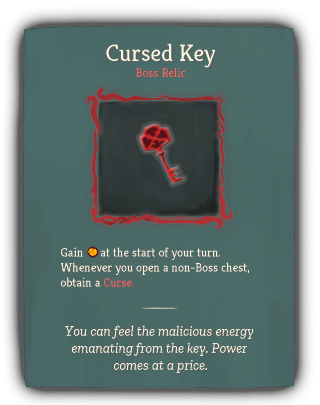 Cursed Key
Boss Relic
Gain at the start of your turn.
Whenever you open a non-Boss chest,
obtain a Curse.
You can feel the malicious energy
emanating from the key. Power
comes at a price.